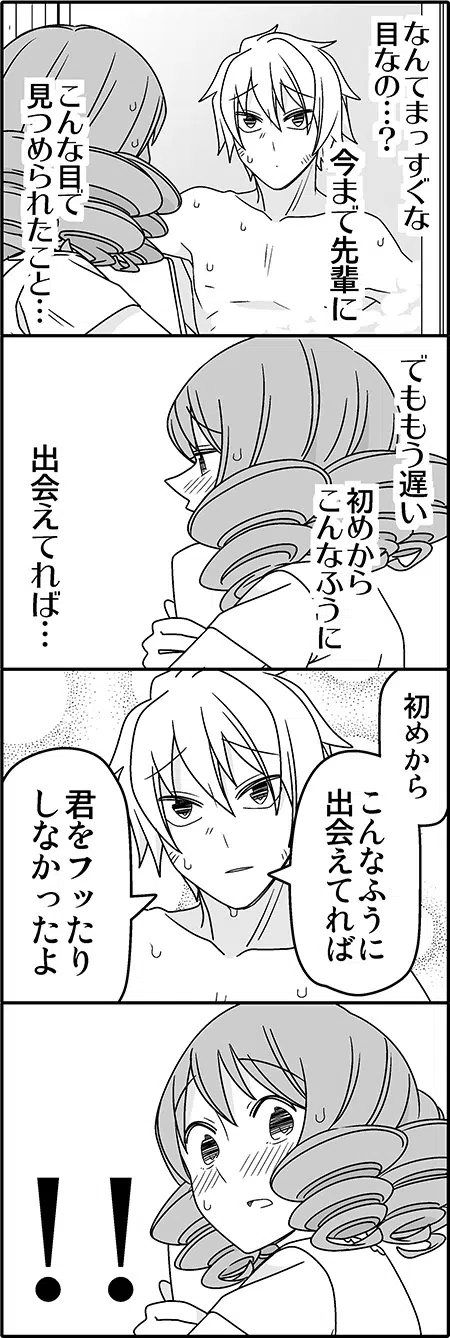 なんてまっすぐな
目なの…?
今まで先輩に
こんな目で
見つめられたこと…
でももう遅い
初めから
こんなふうに
出会えてれば…
初めから
こんなふうに
出会えてれば
君をフッたり
しなかったよ
!!